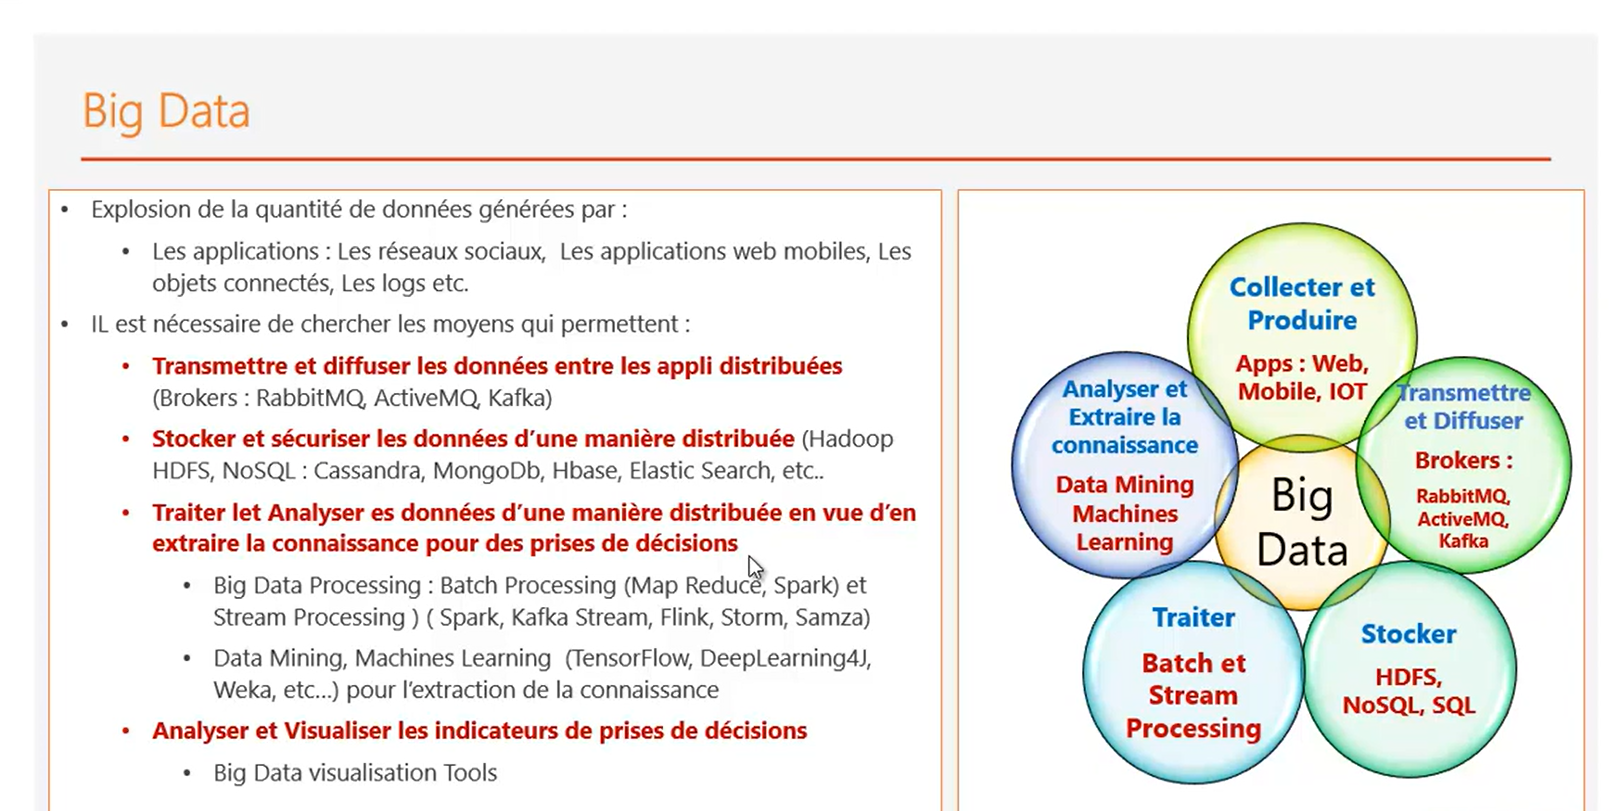 Big Data
• Explosion de la quantité de données générées par :
• Les applications : Les réseaux sociaux, Les applications web mobiles, Les
objets connectés, Les logs etc.
• IL est nécessaire de chercher les moyens qui permettent :
• Transmettre et diffuser les données entre les appli distribuées
(Brokers : RabbitMQ, ActiveMQ, Kafka)
• Stocker et sécuriser les données d’une manière distribuée (Hadoop
HDFS, NoSQL : Cassandra, MongoDb, Hbase, Elastic Search, etc..
• Traiter let Analyser es données d’une manière distribuée en vue d’en
extraire la connaissance pour des prises de décisions
• Big Data Processing : Batch Processing (Map Reduce, Spark) et
Stream Processing ) ( Spark, Kafka Stream, Flink, Storm, Samza)
• Data Mining, Machines Learning (TensorFlow, DeepLearning4J,
Weka, etc...) pour l’extraction de la connaissance
• Analyser et Visualiser les indicateurs de prises de décisions
• Big Data visualisation Tools
Collecter et
Produire
Apps : Web,
Mobile, IOT
Analyser et
Extraire la
connaissance
Data Mining
Machines
Learning
Transmettre
et Diffuser
Brokers :
RabbitMQ,
ActiveMQ,
Kafka
Big
Data
Traiter
Batch et
Stream
Processing
Stocker
HDFS,
NoSQL, SQL